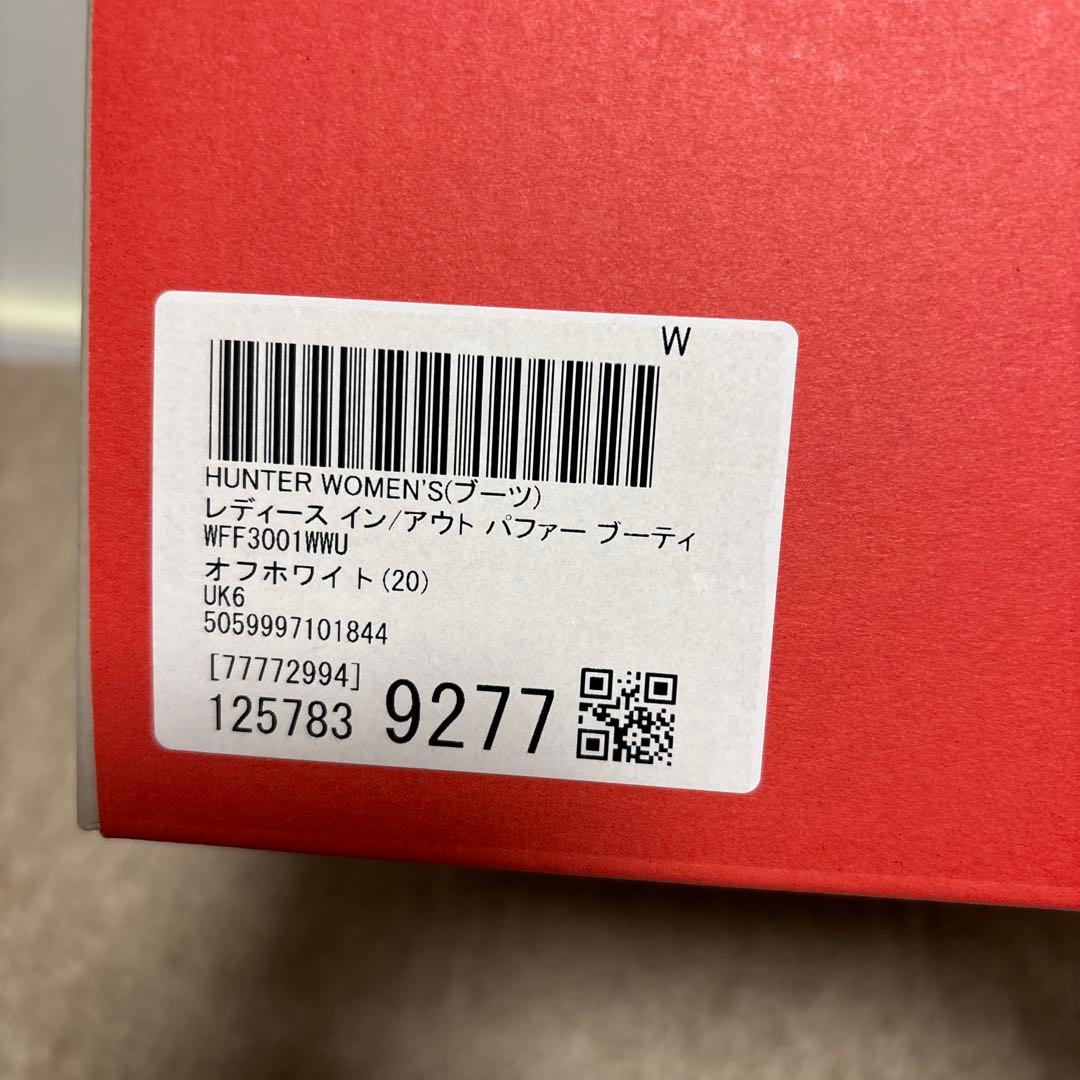 W
HUNTER WOMEN'S(ブーツ)
レディース イン/アウト パファー ブーティ
WFF3001WWU
オフホワイト(20)
UK6
5059997101844
[77772994]
125783 9277